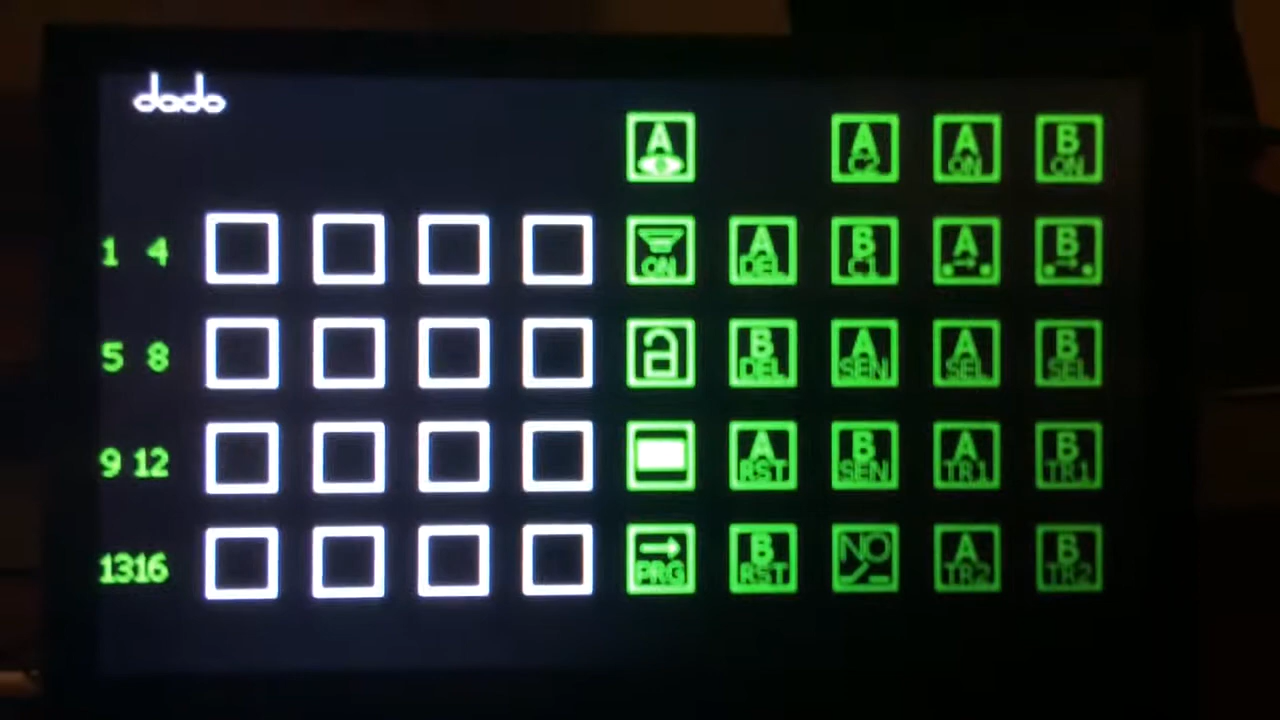 dado
A
A C2
A ON
B ON
1 4
ON
A DEL
B C1
A
B
5 8
a
B DEL
A SEN
A SEL
B SEL
9 12
A RST
B SEN
A TR1
B TR1
1316
PRG
B RST
NO
A TR2
B TR2